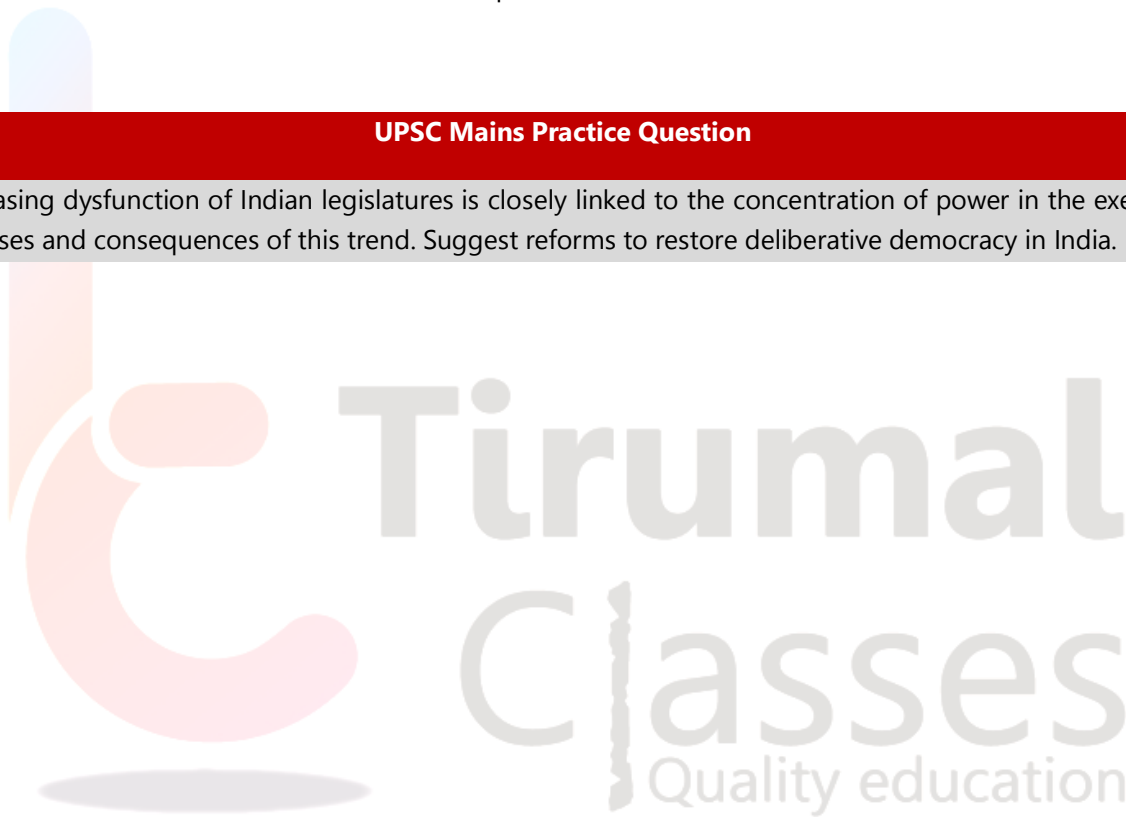 UPSC Mains Practice Question
asing dysfunction of Indian legislatures is closely linked to the concentration of power in the exe
ses and consequences of this trend. Suggest reforms to restore deliberative democracy in India.
Tirumal
Classes
Quality education